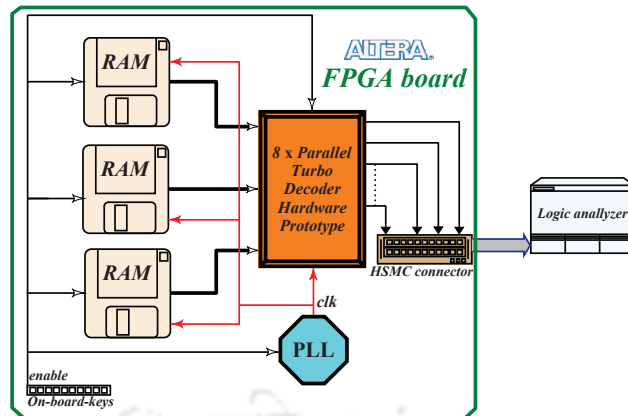 ALTERA®
FPGA board
RAM
RAM
RAM
8 x Parallel
Turbo
Decoder
Hardware
Prototype
Logic anallyzer
HSMC connector
clk
PLL
enable
On-board-keys